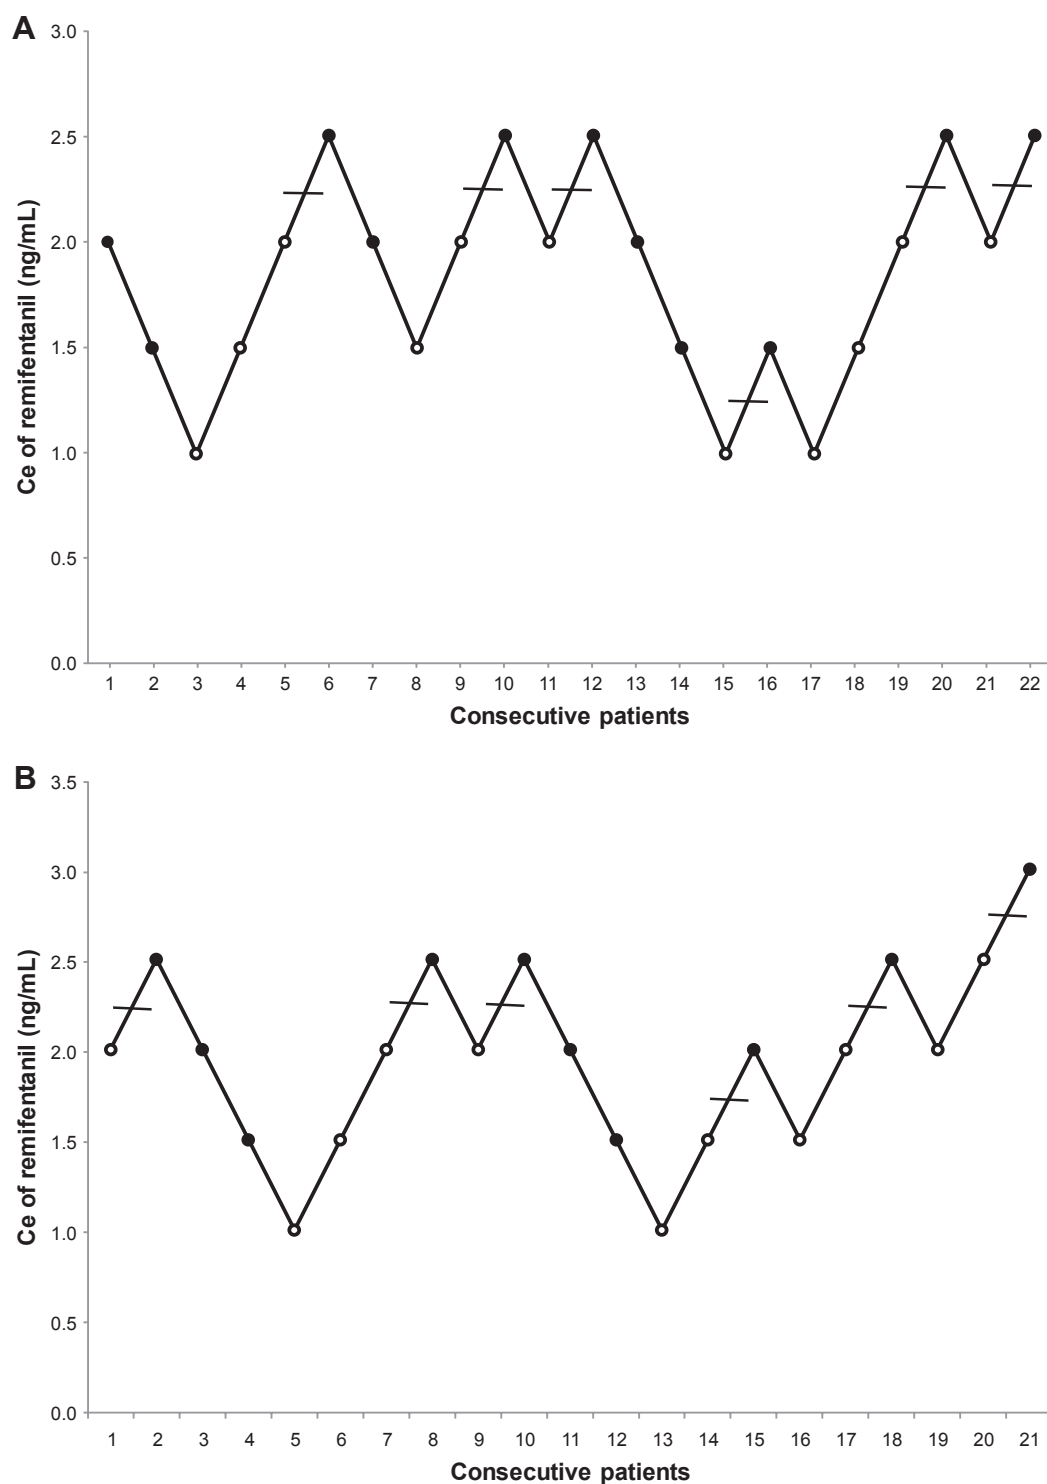 A
3.0
2.5
2.0
1.5
1.0
0.5
0.0
Ce of remifentanil (ng/mL)
1 2 3 4 5 6 7 8 9 10 11 12 13 14 15 16 17 18 19 20 21 22
Consecutive patients
B
3.5
3.0
2.5
2.0
1.5
1.0
0.5
0.0
Ce of remifentanil (ng/mL)
1 2 3 4 5 6 7 8 9 10 11 12 13 14 15 16 17 18 19 20 21
Consecutive patients